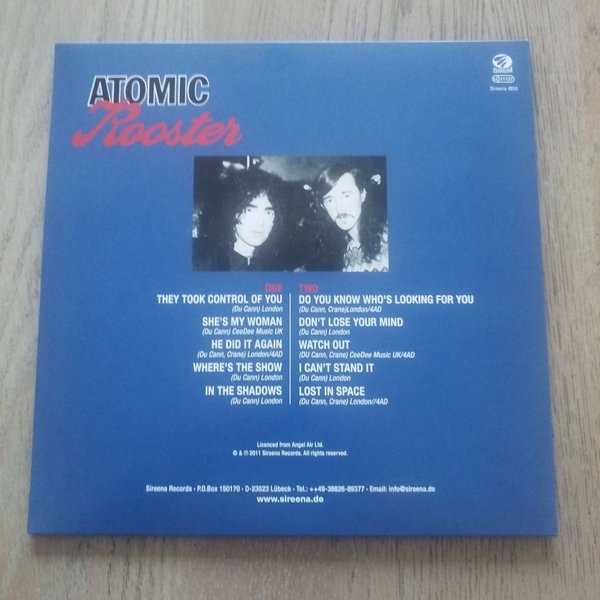 ATOMIC
Rooster
Sireena
Sireena 4010
ONE
THEY TOOK CONTROL OF YOU
(Du Cann) London
SHE'S MY WOMAN
(Du Cann) CeeDee Music UK
HE DID IT AGAIN
(Du Cann, Crane) London/4AD
WHERE'S THE SHOW
(Du Cann) London
IN THE SHADOWS
(Du Cann) London
TWO
DO YOU KNOW WHO'S LOOKING FOR YOU
(Du Cann, Crane)London/4AD
DON'T LOSE YOUR MIND
(Du Cann) London
WATCH OUT
(DU Cann, Crane) CeeDee Music UK/4AD
I CAN'T STAND IT
(Du Cann) London
LOST IN SPACE
(Du Cann, Crane) London//4AD
Licenced from Angel Air Ltd.
© & ℗ 2011 Sireena Records. All rights reserved.
Sireena Records • P.O.Box 150170 • D-23523 Lübeck • Tel.: ++49-38826-89377 • Email: info@sireena.de
www.sireena.de